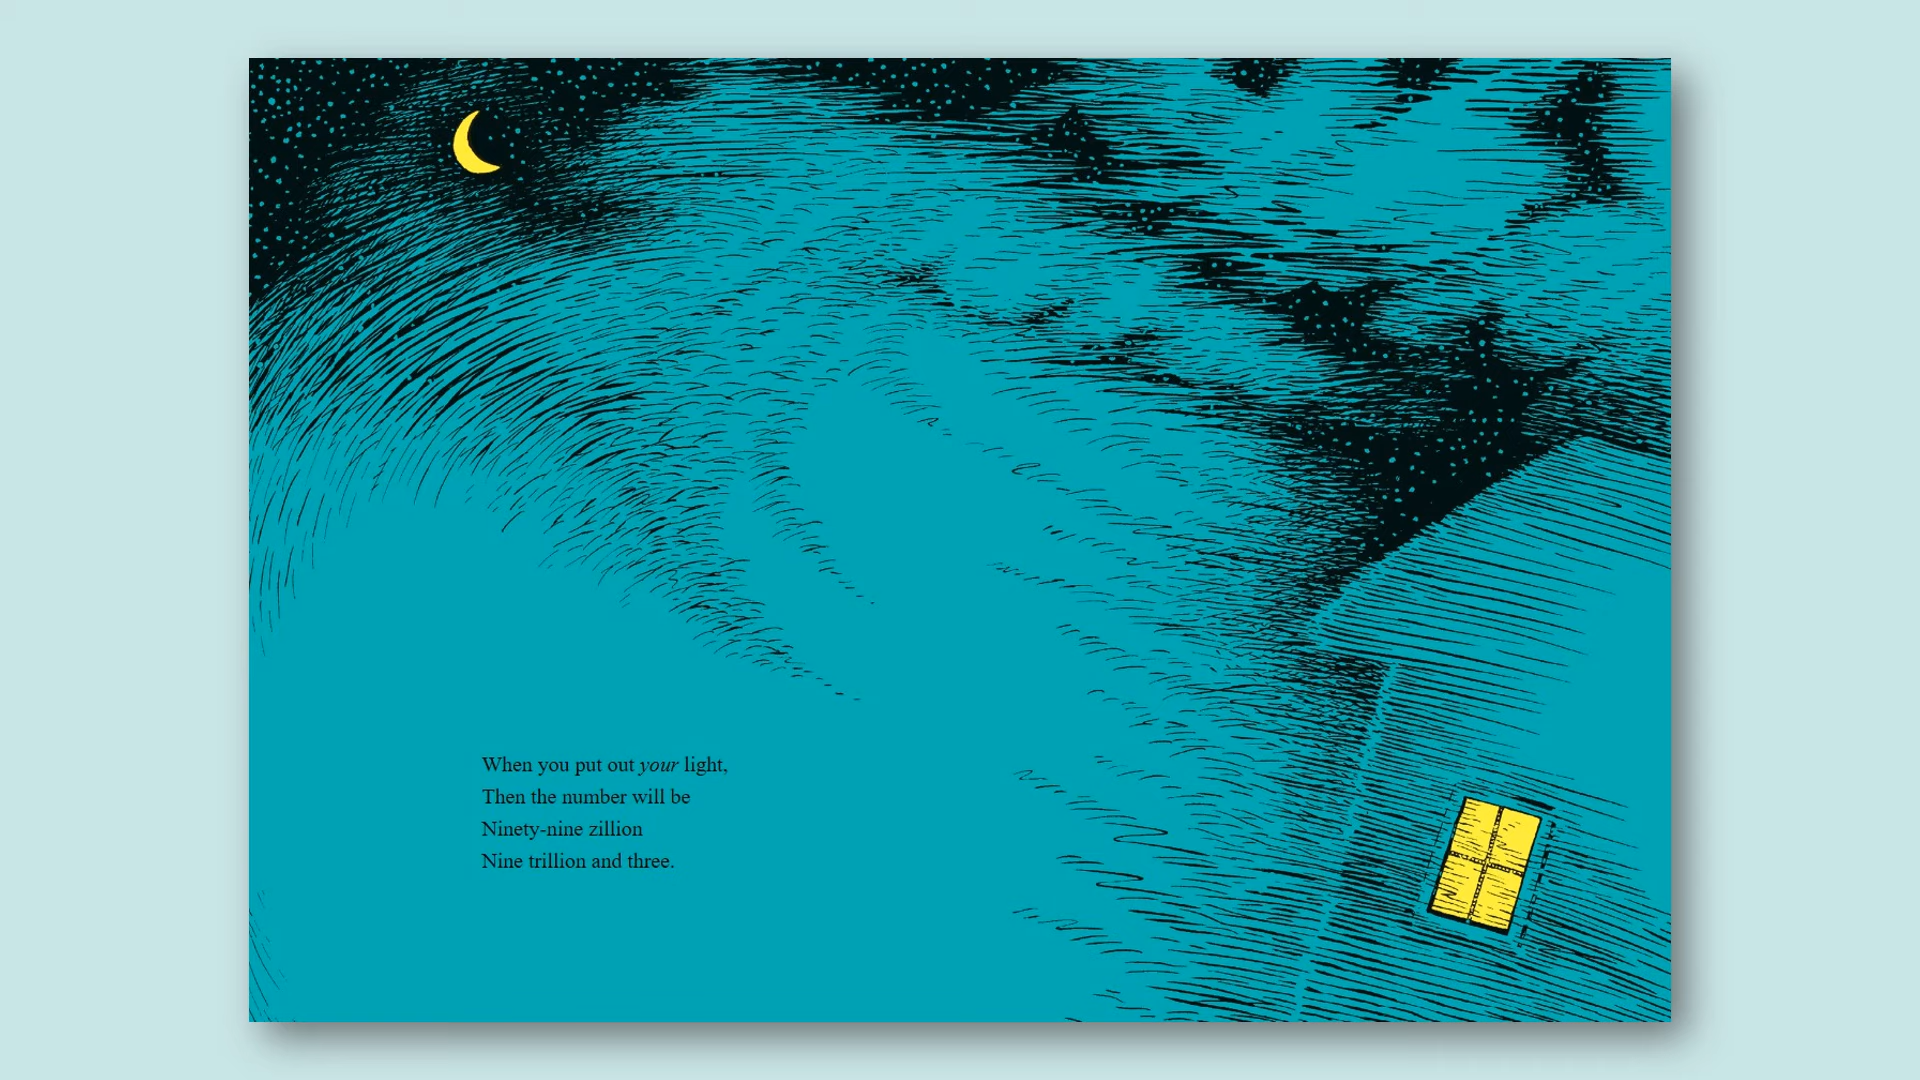 When you put out your light,
Then the number will be
Ninety-nine zillion
Nine trillion and three.